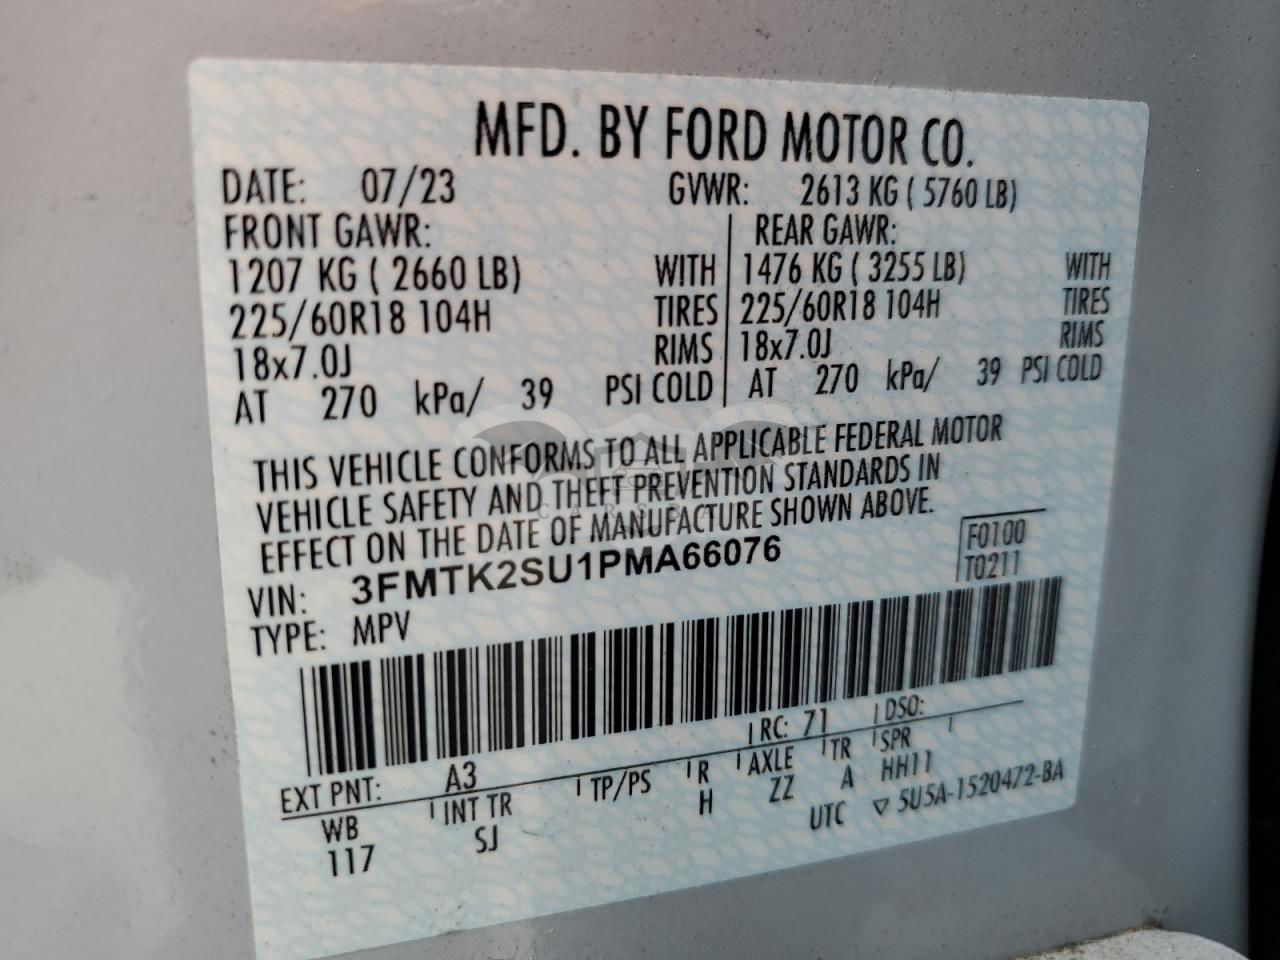 MFD. BY FORD MOTOR CO.
DATE: 07/23 GVWR: 2613 KG ( 5760 LB)
FRONT GAWR: REAR GAWR:
1207 KG ( 2660 LB) WITH 1476 KG ( 3255 LB) WITH
225/60R18 104H TIRES 225/60R18 104H TIRES
18x7.0J RIMS 18x7.0J RIMS
AT 270 kPa/ 39 PSI COLD AT 270 kPa/ 39 PSI COLD
THIS VEHICLE CONFORMS TO ALL APPLICABLE FEDERAL MOTOR
VEHICLE SAFETY AND THEFT PREVENTION STANDARDS IN
EFFECT ON THE DATE OF MANUFACTURE SHOWN ABOVE.
VIN: 3FMTK2SU1PMA66076 F0100
TYPE: MPV T0211
EXT PNT: A3 RC: 71 DSO:
WB INT TR TP/PS R AXLE TR SPR
117 SJ H ZZ A HH11
UTC ▽ 5U5A-1520472-BA